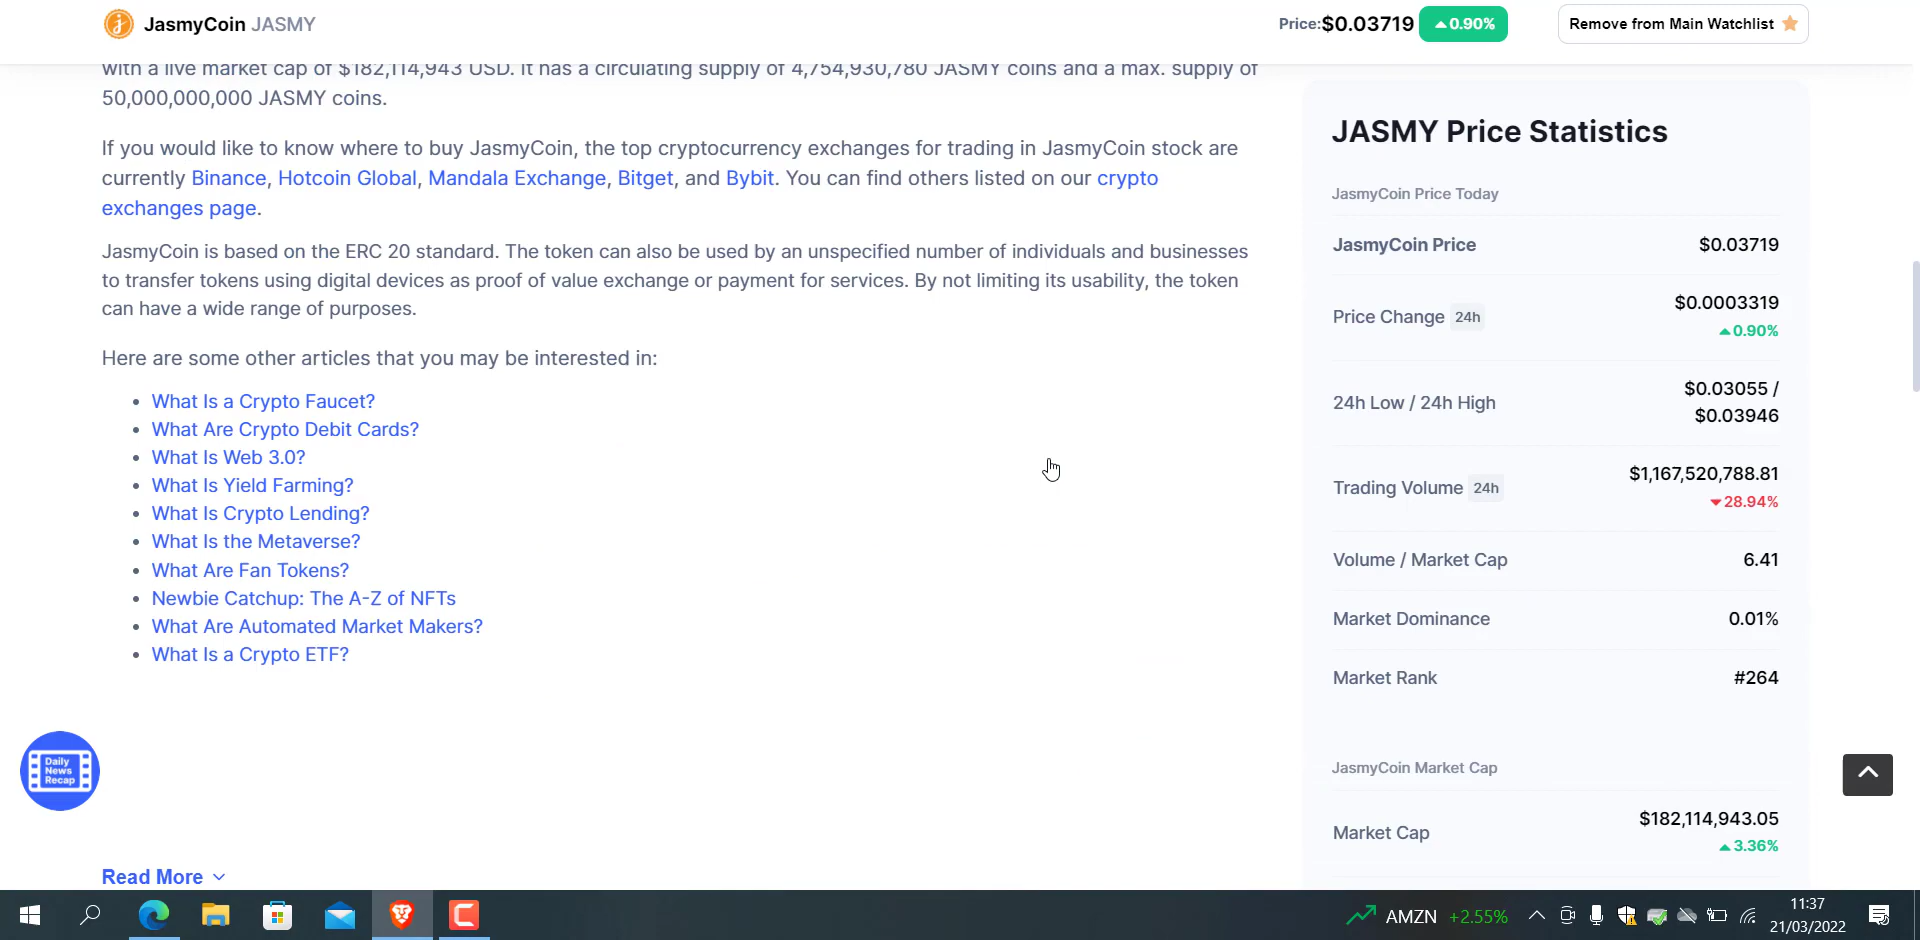 JasmyCoin JASMY
Price:$0.03719 0.90%
Remove from Main Watchlist
with a live market cap of $182,114,943 USD. It has a circulating supply of 4,754,930,780 JASMY coins and a max. supply of
50,000,000,000 JASMY coins.
If you would like to know where to buy JasmyCoin, the top cryptocurrency exchanges for trading in JasmyCoin stock are
currently Binance, Hotcoin Global, Mandala Exchange, Bitget, and Bybit. You can find others listed on our crypto
exchanges page.
JasmyCoin is based on the ERC 20 standard. The token can also be used by an unspecified number of individuals and businesses
to transfer tokens using digital devices as proof of value exchange or payment for services. By not limiting its usability, the token
can have a wide range of purposes.
Here are some other articles that you may be interested in:
What Is a Crypto Faucet?
What Are Crypto Debit Cards?
What Is Web 3.0?
What Is Yield Farming?
What Is Crypto Lending?
What Is the Metaverse?
What Are Fan Tokens?
Newbie Catchup: The A-Z of NFTs
What Are Automated Market Makers?
What Is a Crypto ETF?
Daily
News
Recap
Read More
JASMY Price Statistics
JasmyCoin Price Today
JasmyCoin Price $0.03719
Price Change 24h $0.0003319
0.90%
24h Low / 24h High $0.03055 /
$0.03946
Trading Volume 24h $1,167,520,788.81
28.94%
Volume / Market Cap 6.41
Market Dominance 0.01%
Market Rank #264
JasmyCoin Market Cap
Market Cap $182,114,943.05
3.36%
AMZN +2.55%
11:37
21/03/2022